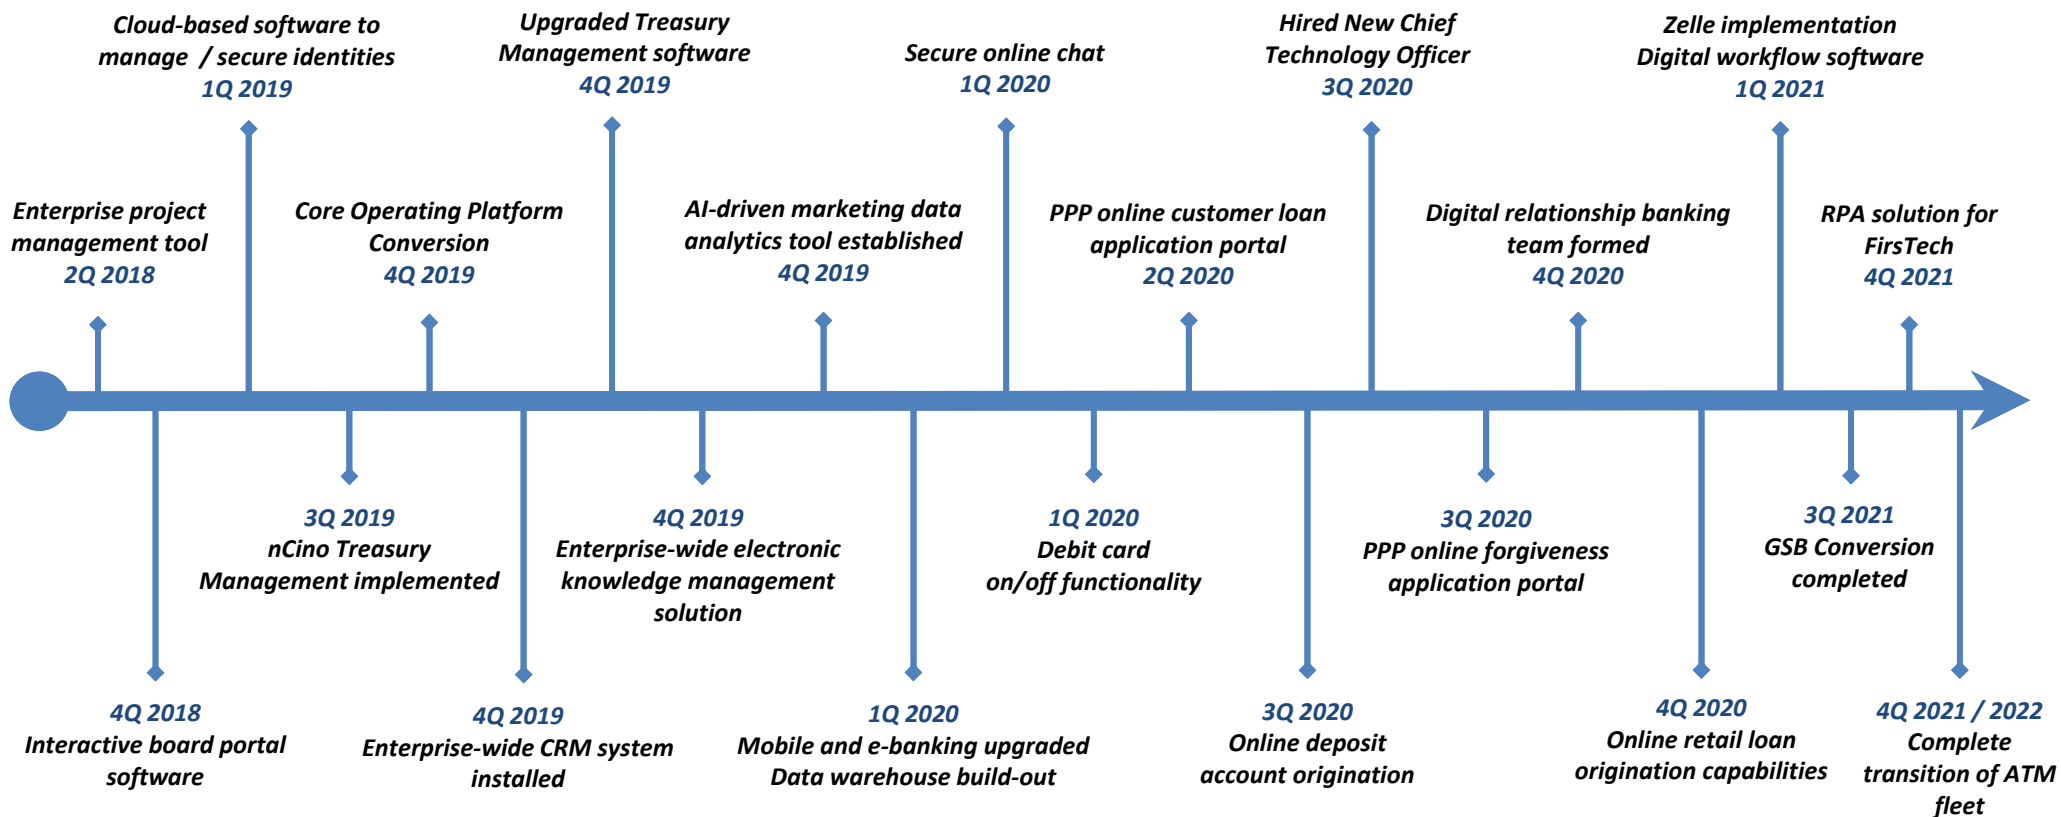 Cloud-based software to
manage  / secure identities
1Q 2019
Upgraded Treasury
Management software
4Q 2019
Secure online chat
1Q 2020
Hired New Chief
Technology Officer
3Q 2020
Zelle implementation
Digital workflow software
1Q 2021
Enterprise project
management tool
2Q 2018
Core Operating Platform
Conversion
4Q 2019
AI-driven marketing data
analytics tool established
4Q 2019
PPP online customer loan
application portal
2Q 2020
Digital relationship banking
team formed
4Q 2020
RPA solution for
FirsTech
4Q 2021
3Q 2019
nCino Treasury
Management implemented
4Q 2019
Enterprise-wide electronic
knowledge management
solution
1Q 2020
Debit card
on/off functionality
3Q 2020
PPP online forgiveness
application portal
3Q 2021
GSB Conversion
completed
4Q 2018
Interactive board portal
software
4Q 2019
Enterprise-wide CRM system
installed
1Q 2020
Mobile and e-banking upgraded
Data warehouse build-out
3Q 2020
Online deposit
account origination
4Q 2020
Online retail loan
origination capabilities
4Q 2021 / 2022
Complete
transition of ATM
fleet